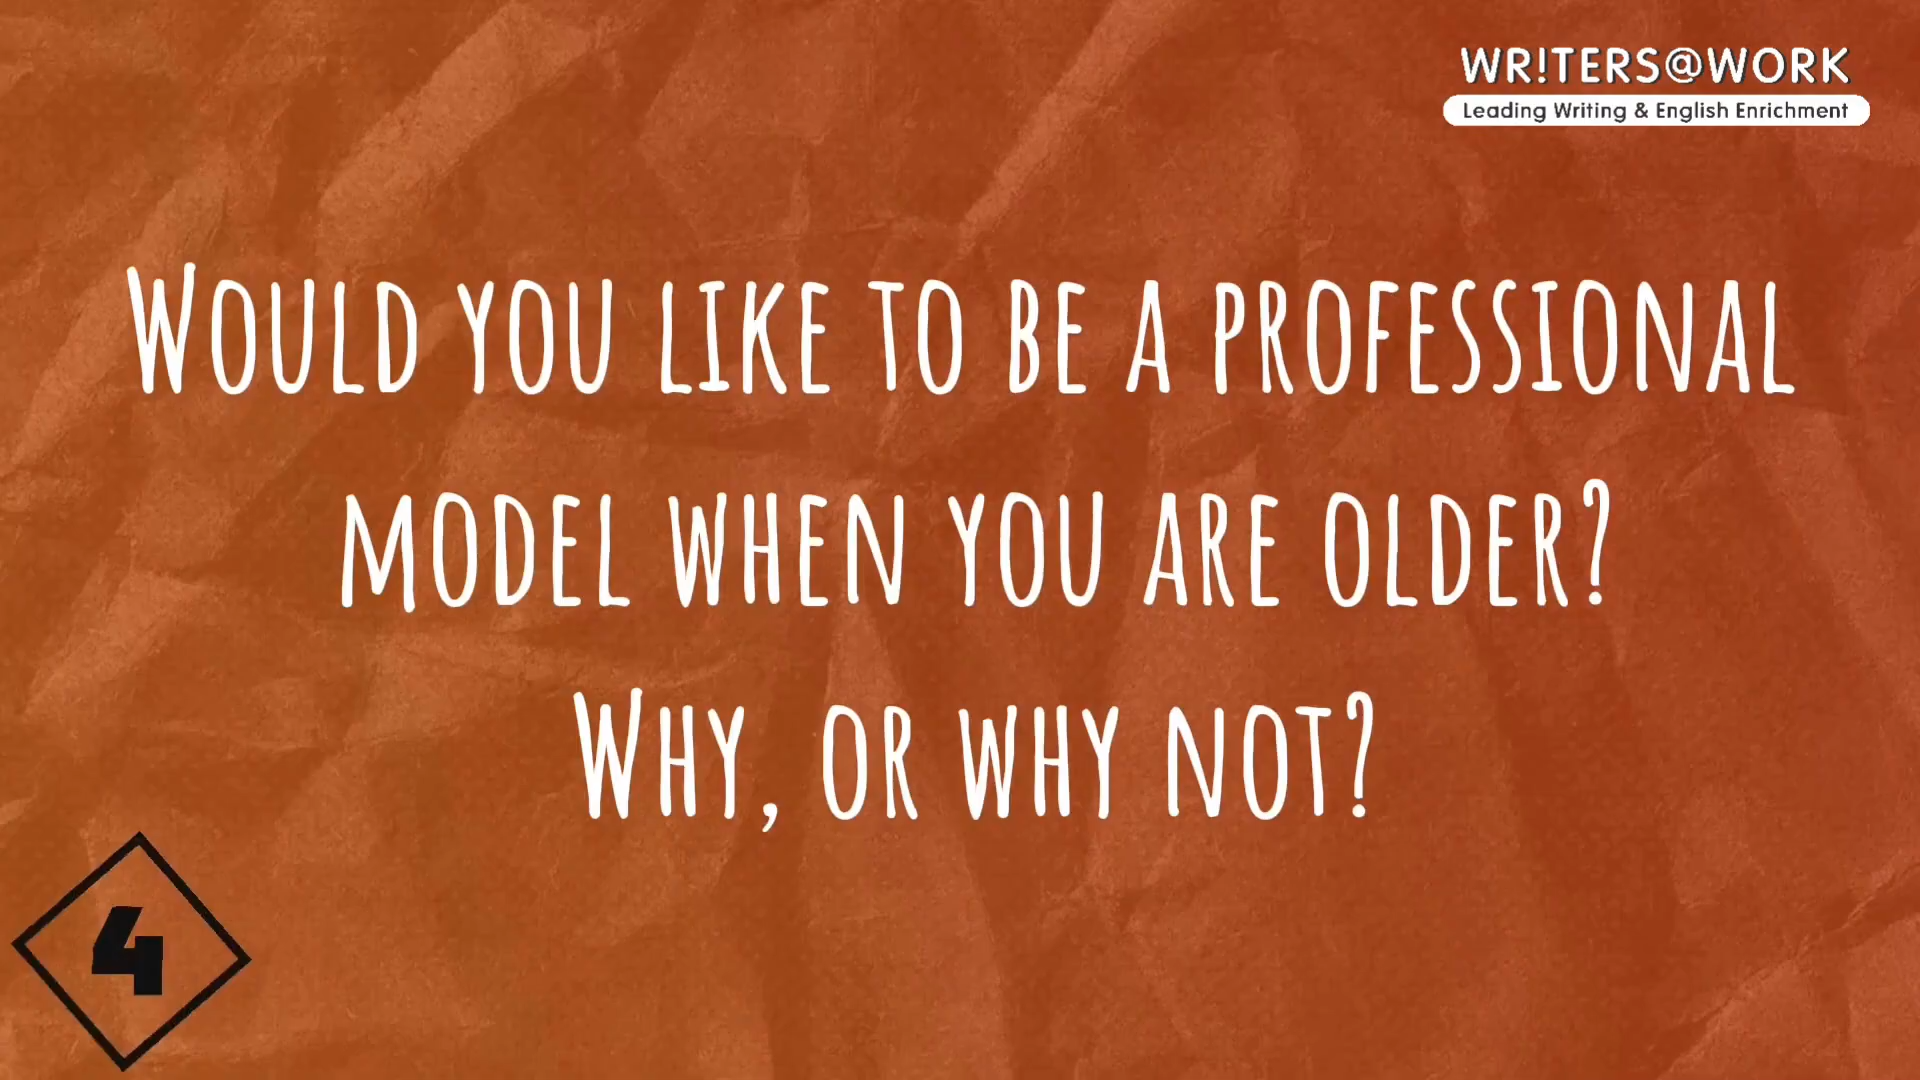 WR!TERS@WORK
Leading Writing & English Enrichment
WOULD YOU LIKE TO BE A PROFESSIONAL
MODEL WHEN YOU ARE OLDER?
WHY, OR WHY NOT?
4